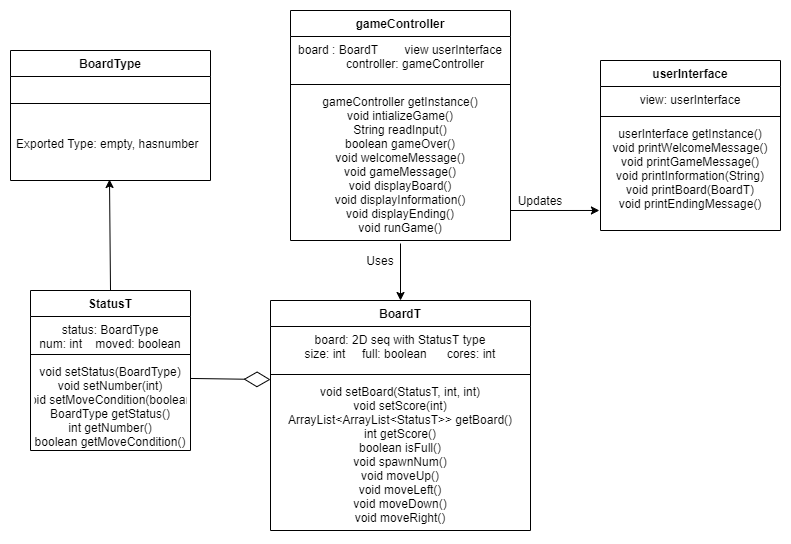 gameController
board : BoardT view userInterface
controller: gameController
gameController getInstance()
void intializeGame()
String readInput()
boolean gameOver()
void welcomeMessage()
void gameMessage()
void displayBoard()
void displayInformation()
void displayEnding()
void runGame()
BoardType
Exported Type: empty, hasnumber
userInterface
view: userInterface
userInterface getInstance()
void printWelcomeMessage()
void printGameMessage()
void printInformation(String)
void printBoard(BoardT)
void printEndingMessage()
Updates
Uses
StatusT
status: BoardType
num: int moved: boolean
void setStatus(BoardType)
void setNumber(int)
setMoveCondition(boolean
BoardType getStatus()
int getNumber()
boolean getMoveCondition()
BoardT
board: 2D seq with StatusT type
size: int full: boolean cores: int
void setBoard(StatusT, int, int)
void setScore(int)
ArrayList<ArrayList<StatusT>> getBoard()
int getScore()
boolean isFull()
void spawnNum()
void moveUp()
void moveLeft()
void moveDown()
void moveRight()